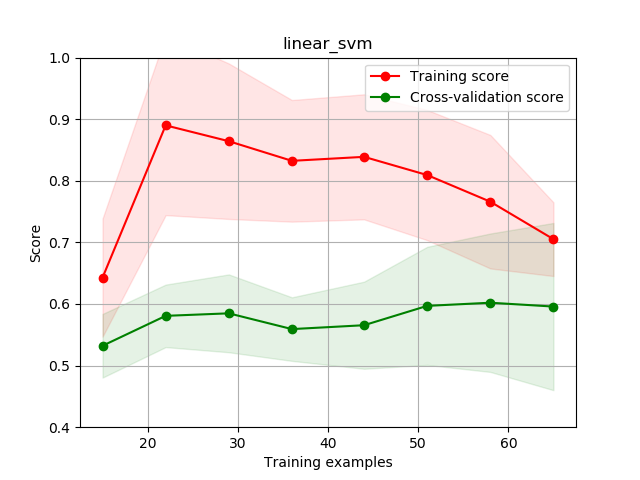 linear_svm
1.0
0.9
0.8
0.7
0.6
0.5
0.4
Score
Training score
Cross-validation score
20 30 40 50 60
Training examples